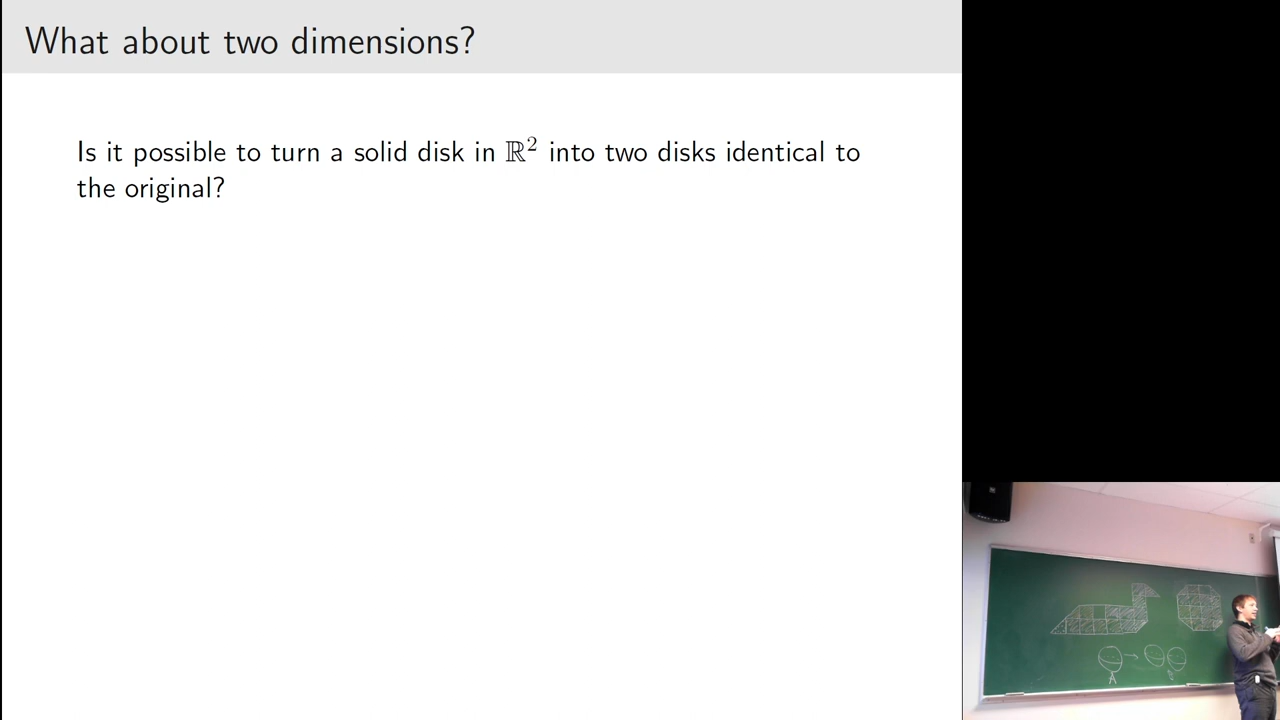 What about two dimensions?
Is it possible to turn a solid disk in ℝ² into two disks identical to
the original?
A